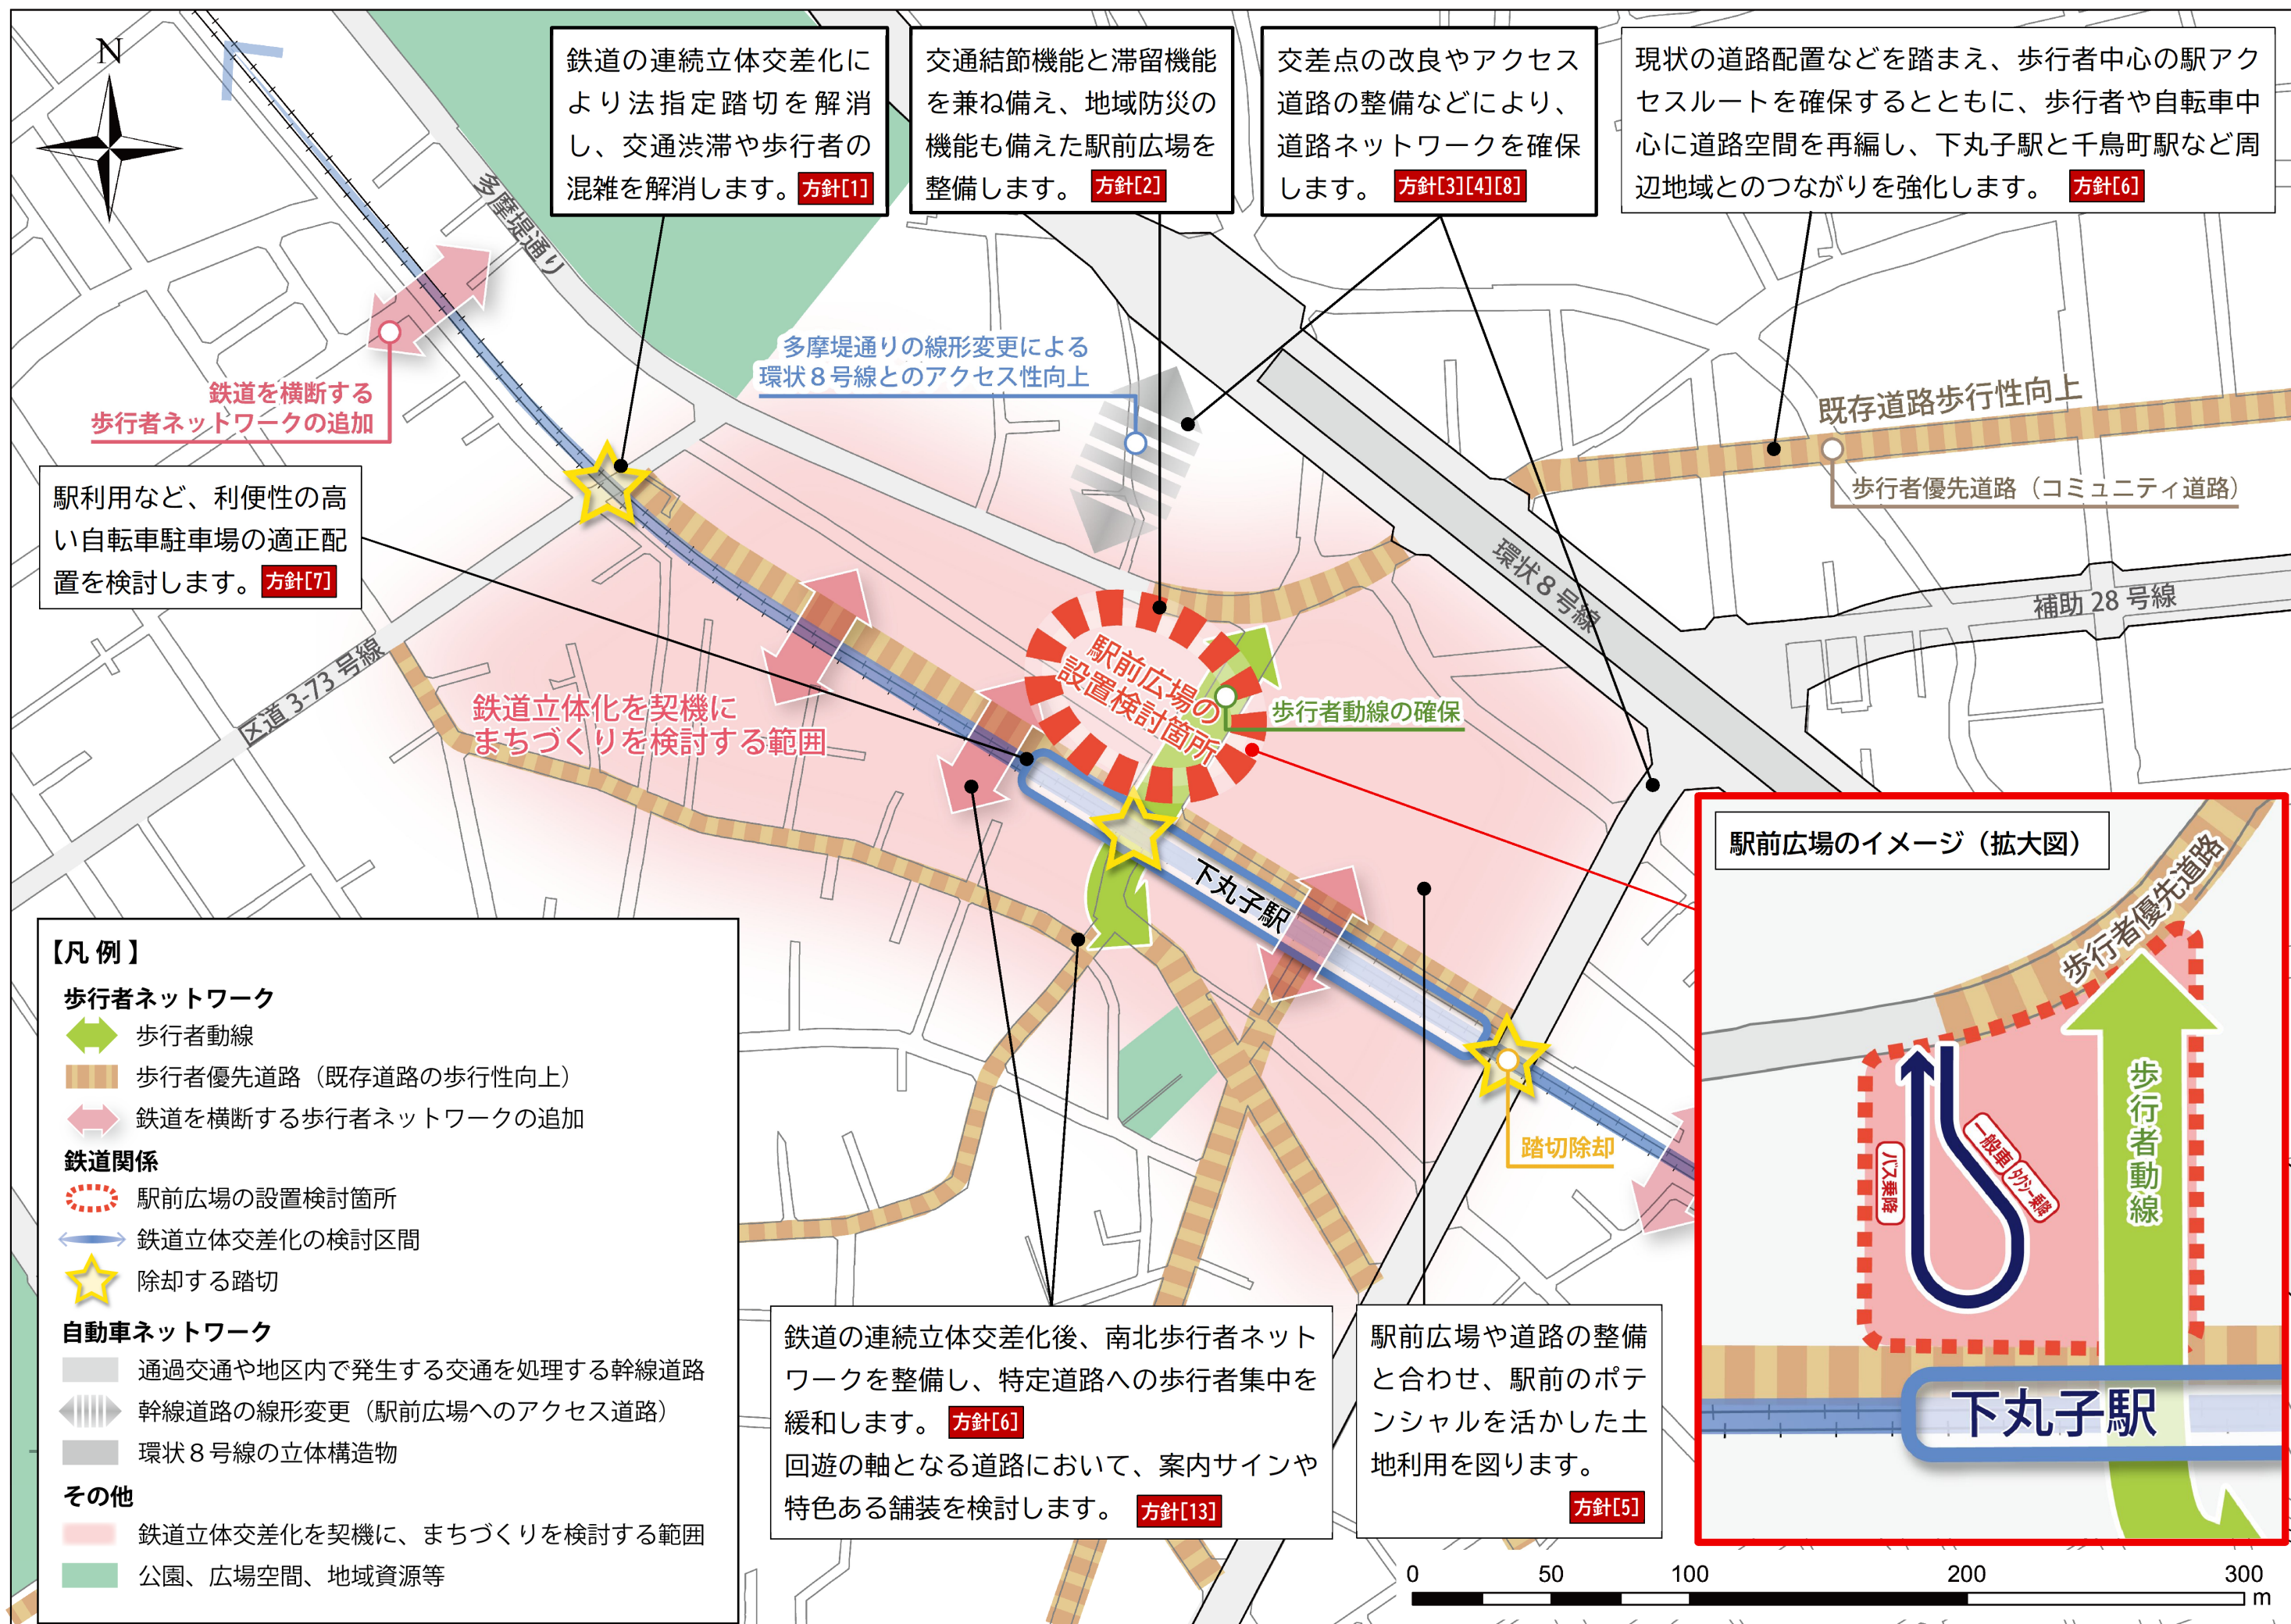 N
鉄道の連続立体交差化に
より法指定踏切を解消
し、交通渋滞や歩行者の
混雑を解消します。 方針[1]
交通結節機能と滞留機能
を兼ね備え、地域防災の
機能も備えた駅前広場を
整備します。 方針[2]
交差点の改良やアクセス
道路の整備などにより、
道路ネットワークを確保
します。 方針[3][4][8]
現状の道路配置などを踏まえ、歩行者中心の駅アク
セスルートを確保するとともに、歩行者や自転車中
心に道路空間を再編し、下丸子駅と千鳥町駅など周
辺地域とのつながりを強化します。 方針[6]
多摩堤通り
多摩堤通りの線形変更による
環状８号線とのアクセス性向上
鉄道を横断する
歩行者ネットワークの追加
既存道路歩行性向上
歩行者優先道路（コミュニティ道路）
駅利用など、利便性の高
い自転車駐車場の適正配
置を検討します。 方針[7]
環状８号線
補助 28 号線
区道 3-73 号線
駅前広場の
設置検討箇所
歩行者動線の確保
鉄道立体化を契機に
まちづくりを検討する範囲
下丸子駅
踏切除却
駅前広場のイメージ（拡大図）
歩行者優先道路
歩行者動線
バス乗降
一般車
タクシー乗降
下丸子駅
【凡 例】
歩行者ネットワーク
歩行者動線
歩行者優先道路（既存道路の歩行性向上）
鉄道を横断する歩行者ネットワークの追加
鉄道関係
駅前広場の設置検討箇所
鉄道立体交差化の検討区間
除却する踏切
自動車ネットワーク
通過交通や地区内で発生する交通を処理する幹線道路
幹線道路の線形変更（駅前広場へのアクセス道路）
環状８号線の立体構造物
その他
鉄道立体交差化を契機に、まちづくりを検討する範囲
公園、広場空間、地域資源等
鉄道の連続立体交差化後、南北歩行者ネット
ワークを整備し、特定道路への歩行者集中を
緩和します。 方針[6]
回遊の軸となる道路において、案内サインや
特色ある舗装を検討します。 方針[13]
駅前広場や道路の整備
と合わせ、駅前のポテ
ンシャルを活かした土
地利用を図ります。
方針[5]
0 50 100 200 300
m